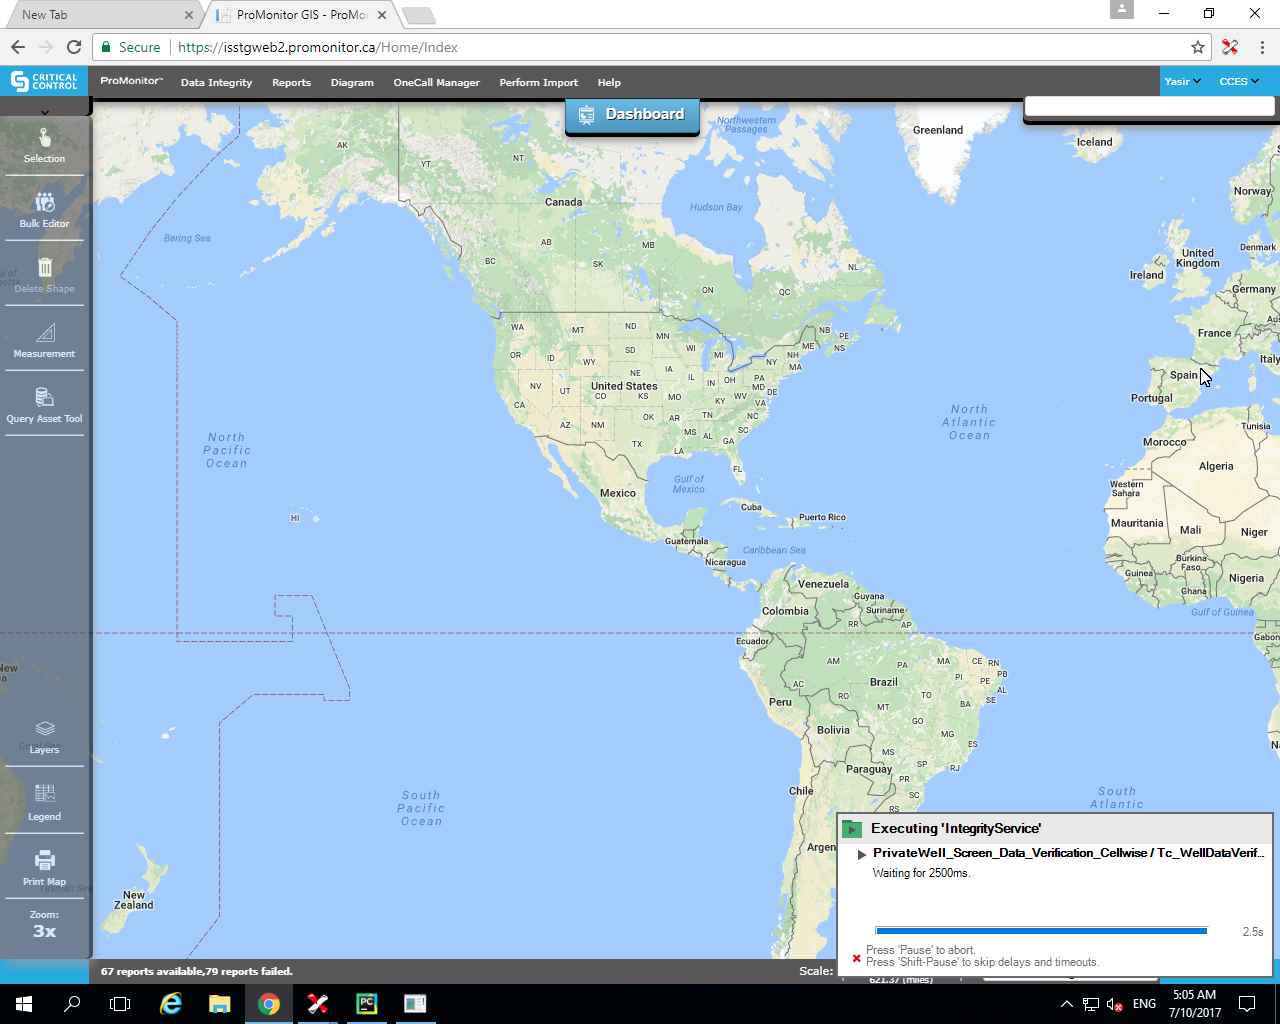 New Tab
ProMonitor GIS - ProMo
Secure
https://isstgweb2.promonitor.ca/Home/Index
CRITICAL CONTROL
ProMonitor™
Data Integrity
Reports
Diagram
OneCall Manager
Perform Import
Help
Yasir
CCES
Dashboard
Selection
Bulk Editor
Delete Shape
Measurement
Query Asset Tool
Layers
Legend
Print Map
Zoom:
3x
Northwestern Passages
Greenland
Iceland
Norway
AK
YT
NT
Canada
Hudson Bay
Bering Sea
AB
MB
BC
SK
NL
ON
QC
United Kingdom
Denmark
Ireland
Germany
France
Italy
Spain
Portugal
WA
MT
ND
MN
NB
PE
NS
OR
ID
WY
SD
WI
MI
NY
NH
ME
MA
NE
IA
IL
IN
OH
PA
MD
DE
NV
UT
United States
CO
KS
MO
KY
WV
VA
CA
AZ
NM
OK
AR
TN
NC
MS
AL
GA
SC
TX
LA
FL
North Pacific Ocean
North Atlantic Ocean
Tunisia
Morocco
Algeria
Western Sahara
Mexico
Gulf of Mexico
Cuba
Puerto Rico
HI
Guatemala
Caribbean Sea
Nicaragua
Mauritania
Mali
Niger
Burkina Faso
Guinea
Nigeria
Ghana
Gulf of Guinea
Gabon
Venezuela
Guyana
Suriname
Colombia
RR
AP
Ecuador
AM
PA
MA
CE
RN
PB
PI
PE
AL
SE
AC
RO
TO
BA
Peru
Brazil
MT
GO
Bolivia
MG
MS
ES
SP
RJ
Paraguay
PR
SC
RS
Chile
South Pacific Ocean
South Atlantic
New Zealand
Executing 'IntegrityService'
PrivateWell_Screen_Data_Verification_Cellwise / Tc_WellDataVerif...
Waiting for 2500ms.
2.5s
Press 'Pause' to abort.
Press 'Shift-Pause' to skip delays and timeouts.
67 reports available,79 reports failed.
Scale:
621.37 (miles)
ENG
5:05 AM
7/10/2017